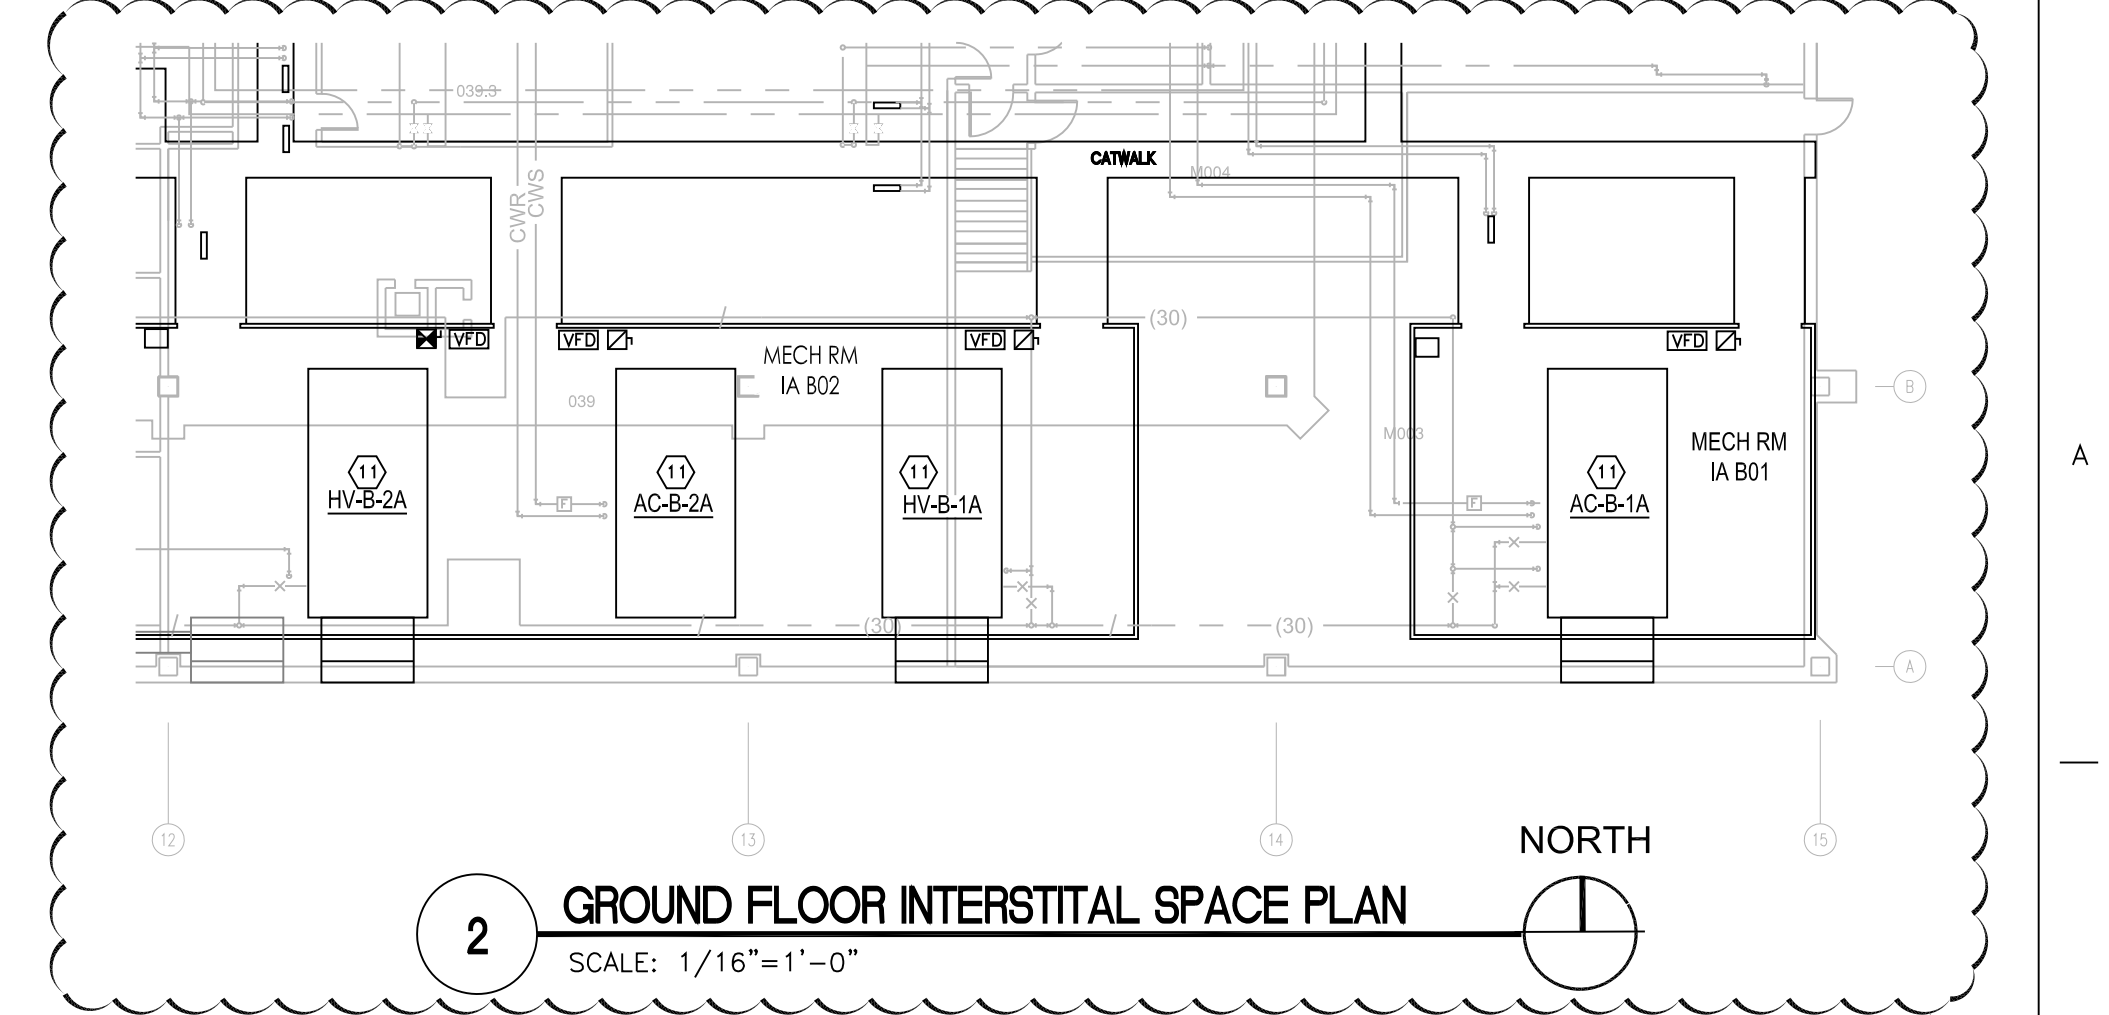 039.3
CATWALK
M004
CWR
CWS
(30)
VFD
VFD
VFD
VFD
MECH RM
IA B02
039
B
M003
MECH RM
IA B01
A
11
HV-B-2A
11
AC-B-2A
11
HV-B-1A
11
AC-B-1A
F
F
(30)
(30)
A
12
13
14
15
NORTH
2
GROUND FLOOR INTERSTITAL SPACE PLAN
SCALE: 1/16"=1'-0"